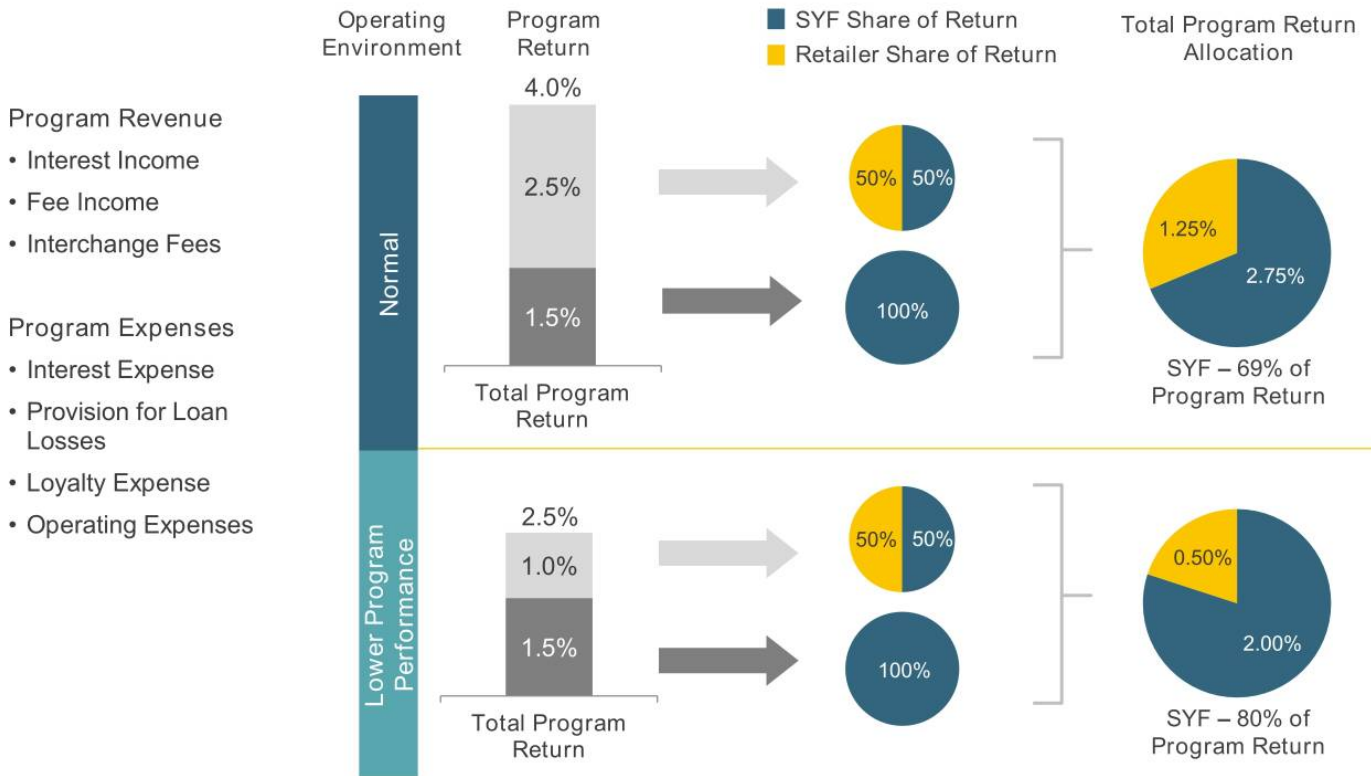 Operating
Environment
Program
Return
SYF Share of Return
Retailer Share of Return
Total Program Return
Allocation
Program Revenue
• Interest Income
• Fee Income
• Interchange Fees
Program Expenses
• Interest Expense
• Provision for Loan
Losses
• Loyalty Expense
• Operating Expenses
Normal
4.0%
2.5%
1.5%
Total Program
Return
50%
50%
100%
1.25%
2.75%
SYF – 69% of
Program Return
Lower Program
Performance
2.5%
1.0%
1.5%
Total Program
Return
50%
50%
100%
0.50%
2.00%
SYF – 80% of
Program Return